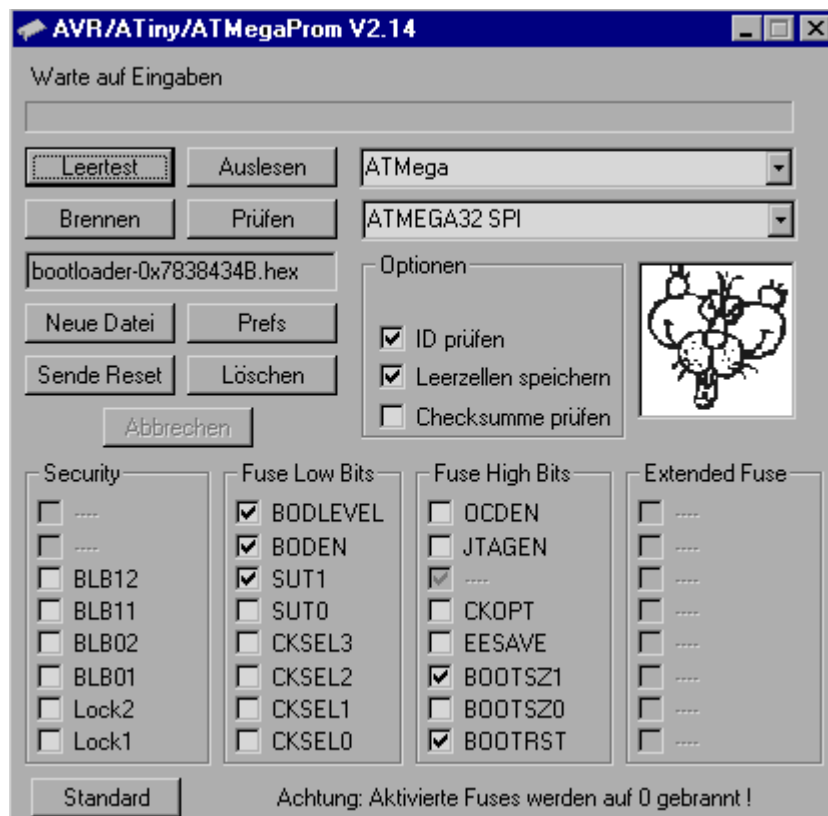 AVR/ATiny/ATMegaProm V2.14
Warte auf Eingaben
Leertest
Auslesen
ATMega
Brennen
Prüfen
ATMEGA32 SPI
bootloader-0x7838434B.hex
Neue Datei
Prefs
Sende Reset
Löschen
Abbrechen
Optionen
ID prüfen
Leerzellen speichern
Checksumme prüfen
Security
----
----
BLB12
BLB11
BLB02
BLB01
Lock2
Lock1
Fuse Low Bits
BODLEVEL
BODEN
SUT1
SUT0
CKSEL3
CKSEL2
CKSEL1
CKSEL0
Fuse High Bits
OCDEN
JTAGEN
----
CKOPT
EESAVE
BOOTSZ1
BOOTSZ0
BOOTRST
Extended Fuse
----
----
----
----
----
----
----
----
Standard
Achtung: Aktivierte Fuses werden auf 0 gebrannt !